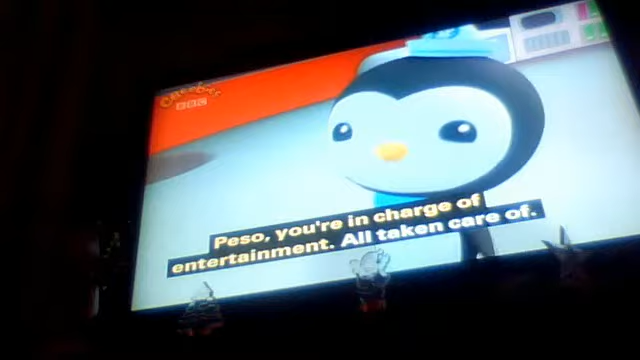 CBeebies
BBC
Peso, you're in charge of
entertainment. All taken care of.